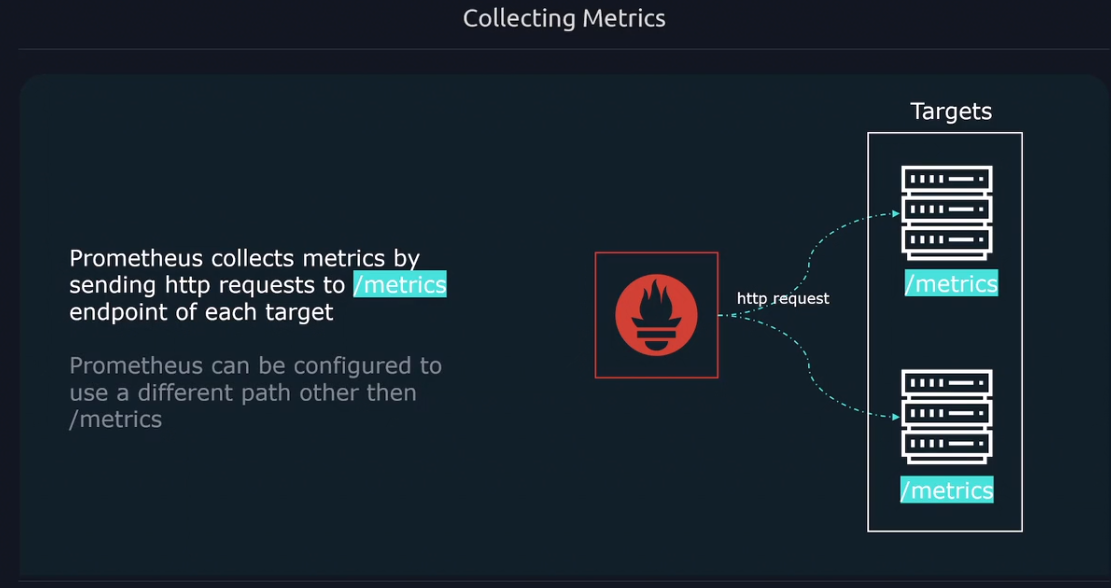 Collecting Metrics
Targets
Prometheus collects metrics by
sending http requests to /metrics
endpoint of each target
Prometheus can be configured to
use a different path other then
/metrics
http request
/metrics
/metrics